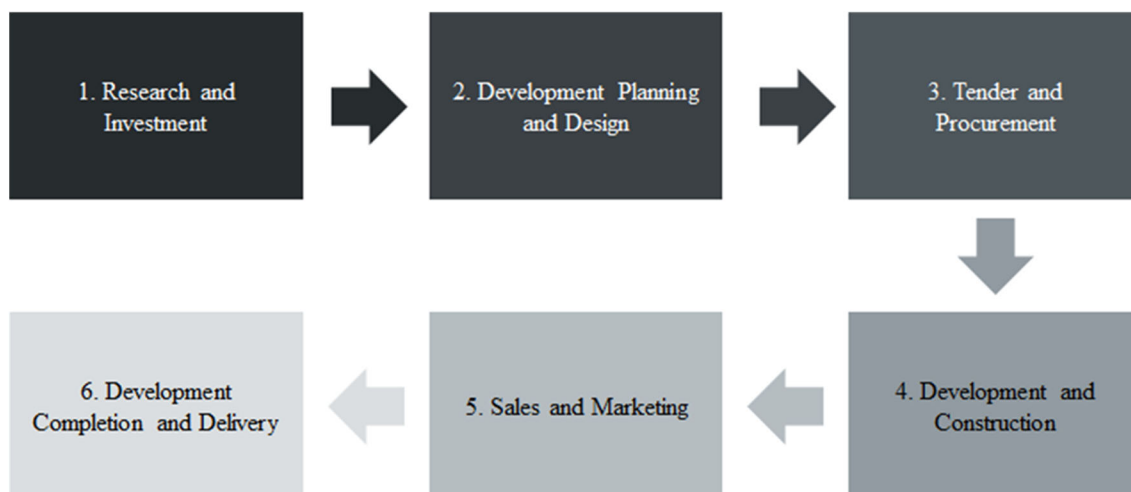 1. Research and
Investment
2. Development Planning
and Design
3. Tender and
Procurement
4. Development and
Construction
5. Sales and Marketing
6. Development
Completion and Delivery